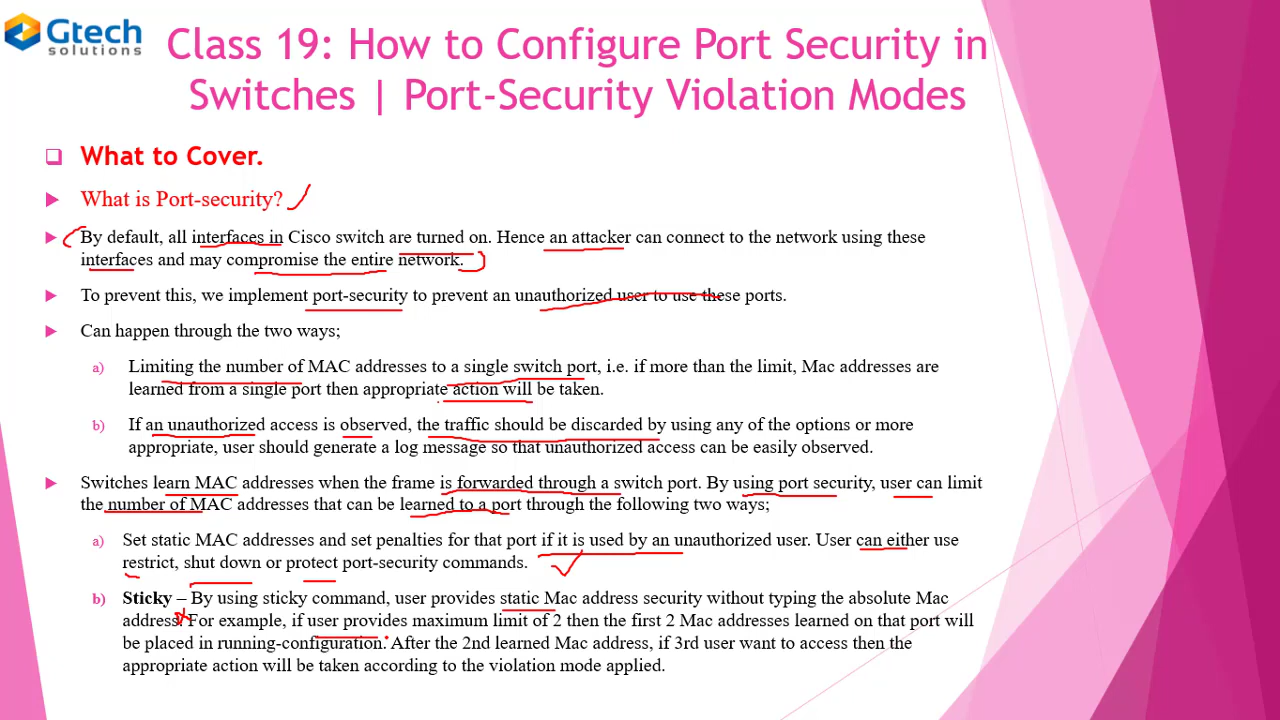 Gtech
solutions
Class 19: How to Configure Port Security in
Switches | Port-Security Violation Modes
What to Cover.
What is Port-security?
By default, all interfaces in Cisco switch are turned on. Hence an attacker can connect to the network using these
interfaces and may compromise the entire network.
To prevent this, we implement port-security to prevent an unauthorized user to use these ports.
Can happen through the two ways;
a) Limiting the number of MAC addresses to a single switch port, i.e. if more than the limit, Mac addresses are
learned from a single port then appropriate action will be taken.
b) If an unauthorized access is observed, the traffic should be discarded by using any of the options or more
appropriate, user should generate a log message so that unauthorized access can be easily observed.
Switches learn MAC addresses when the frame is forwarded through a switch port. By using port security, user can limit
the number of MAC addresses that can be learned to a port through the following two ways;
a) Set static MAC addresses and set penalties for that port if it is used by an unauthorized user. User can either use
restrict, shut down or protect port-security commands.
b) Sticky – By using sticky command, user provides static Mac address security without typing the absolute Mac
address. For example, if user provides maximum limit of 2 then the first 2 Mac addresses learned on that port will
be placed in running-configuration. After the 2nd learned Mac address, if 3rd user want to access then the
appropriate action will be taken according to the violation mode applied.